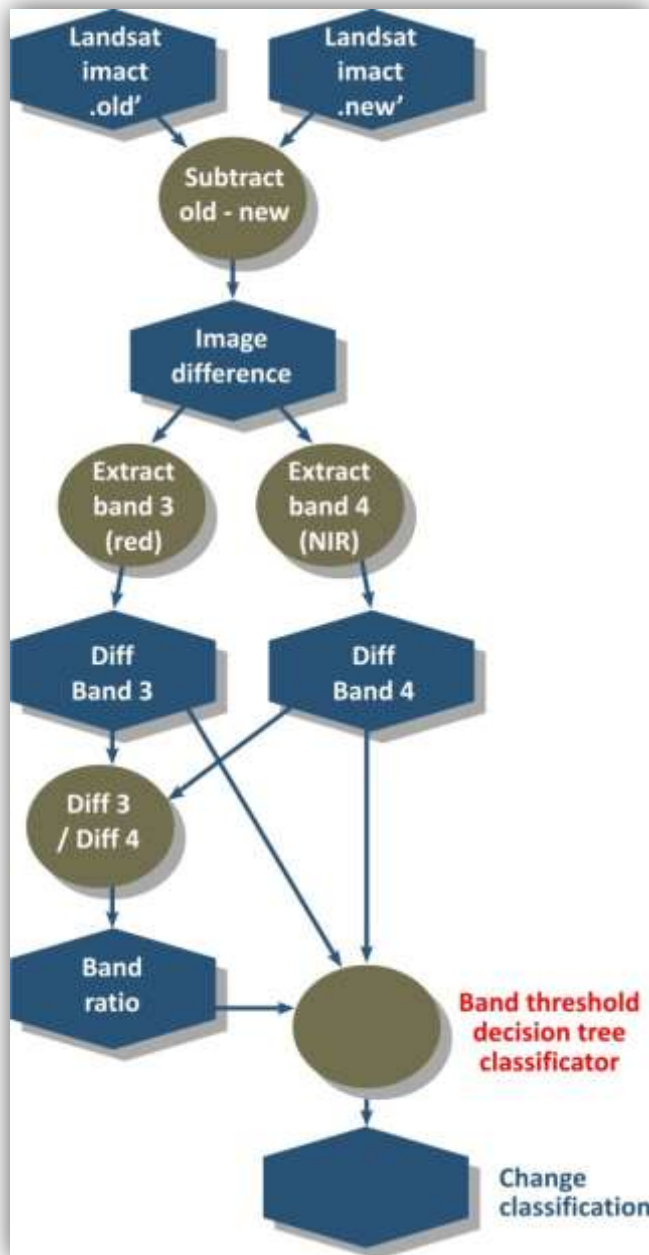 Landsat
imact
.old’
Landsat
imact
.new’
Subtract
old - new
Image
difference
Extract
band 3
(red)
Extract
band 4
(NIR)
Diff
Band 3
Diff
Band 4
Diff 3
/ Diff 4
Band
ratio
Band threshold
decision tree
classificator
Change
classification